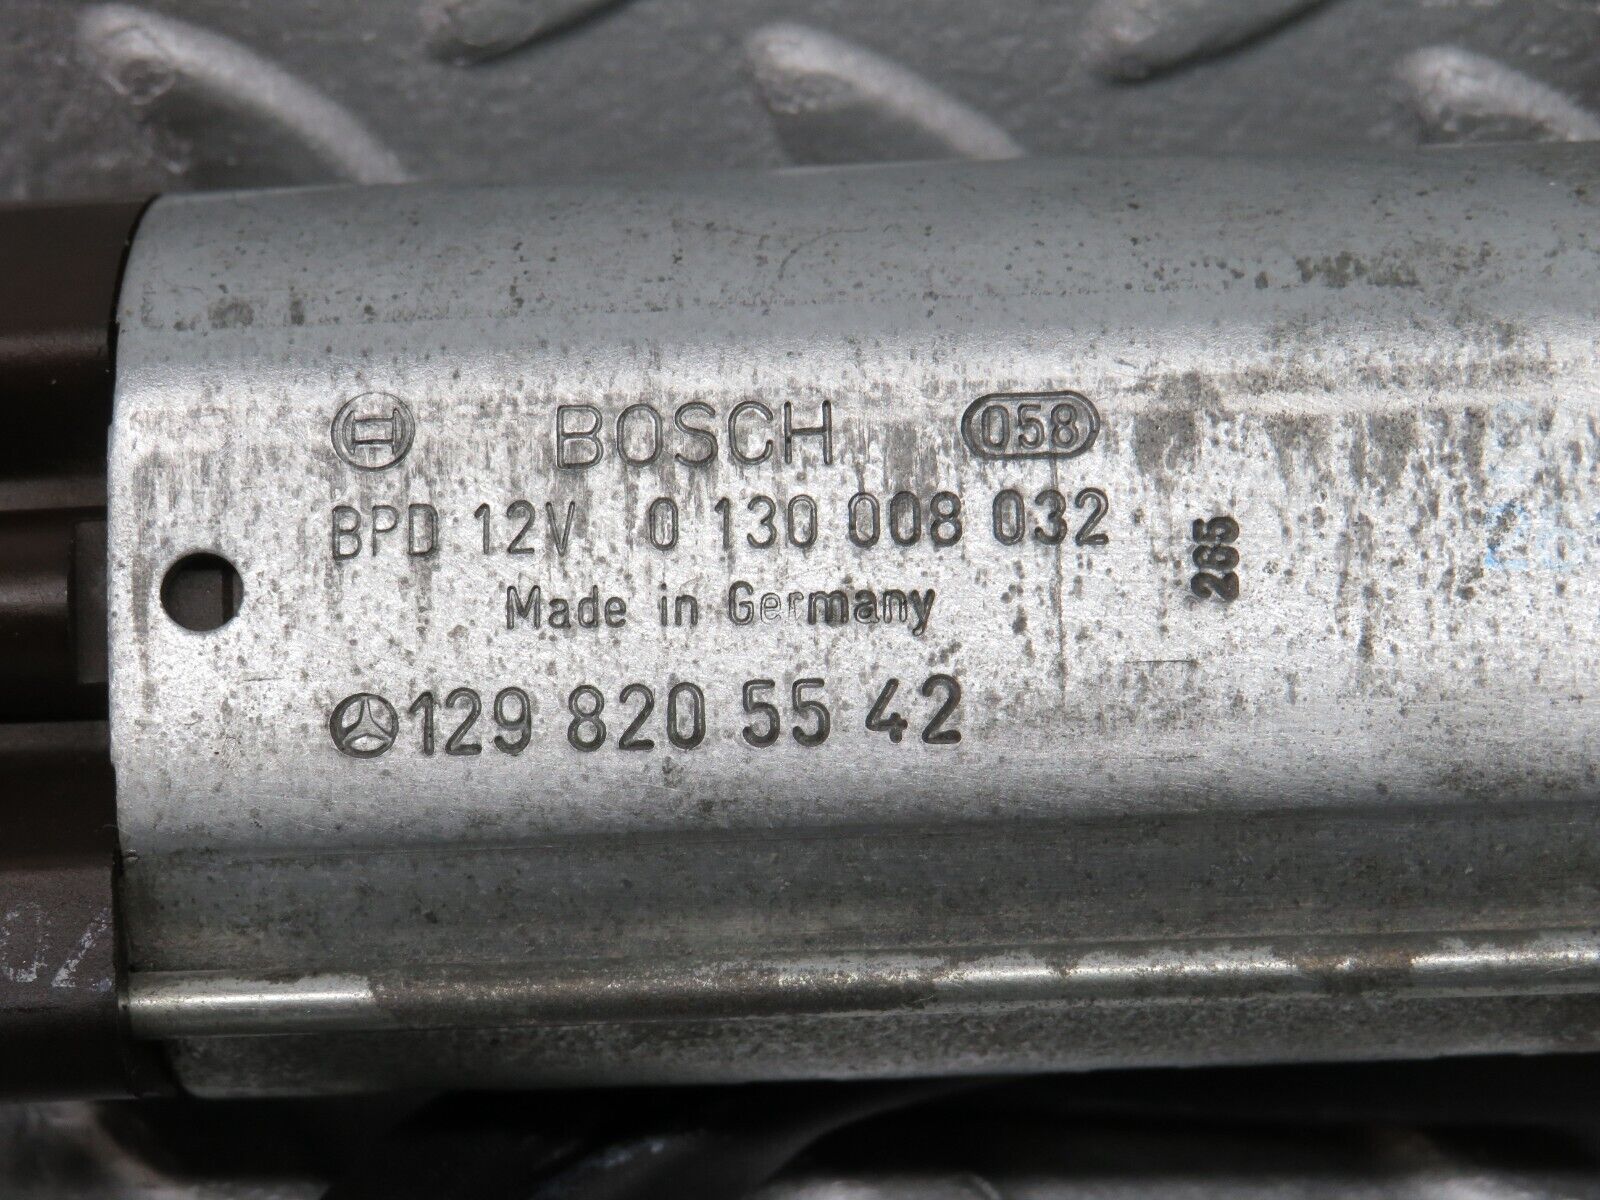 BOSCH 058
BPD 12V 0 130 008 032
265
Made in Germany
129 820 55 42